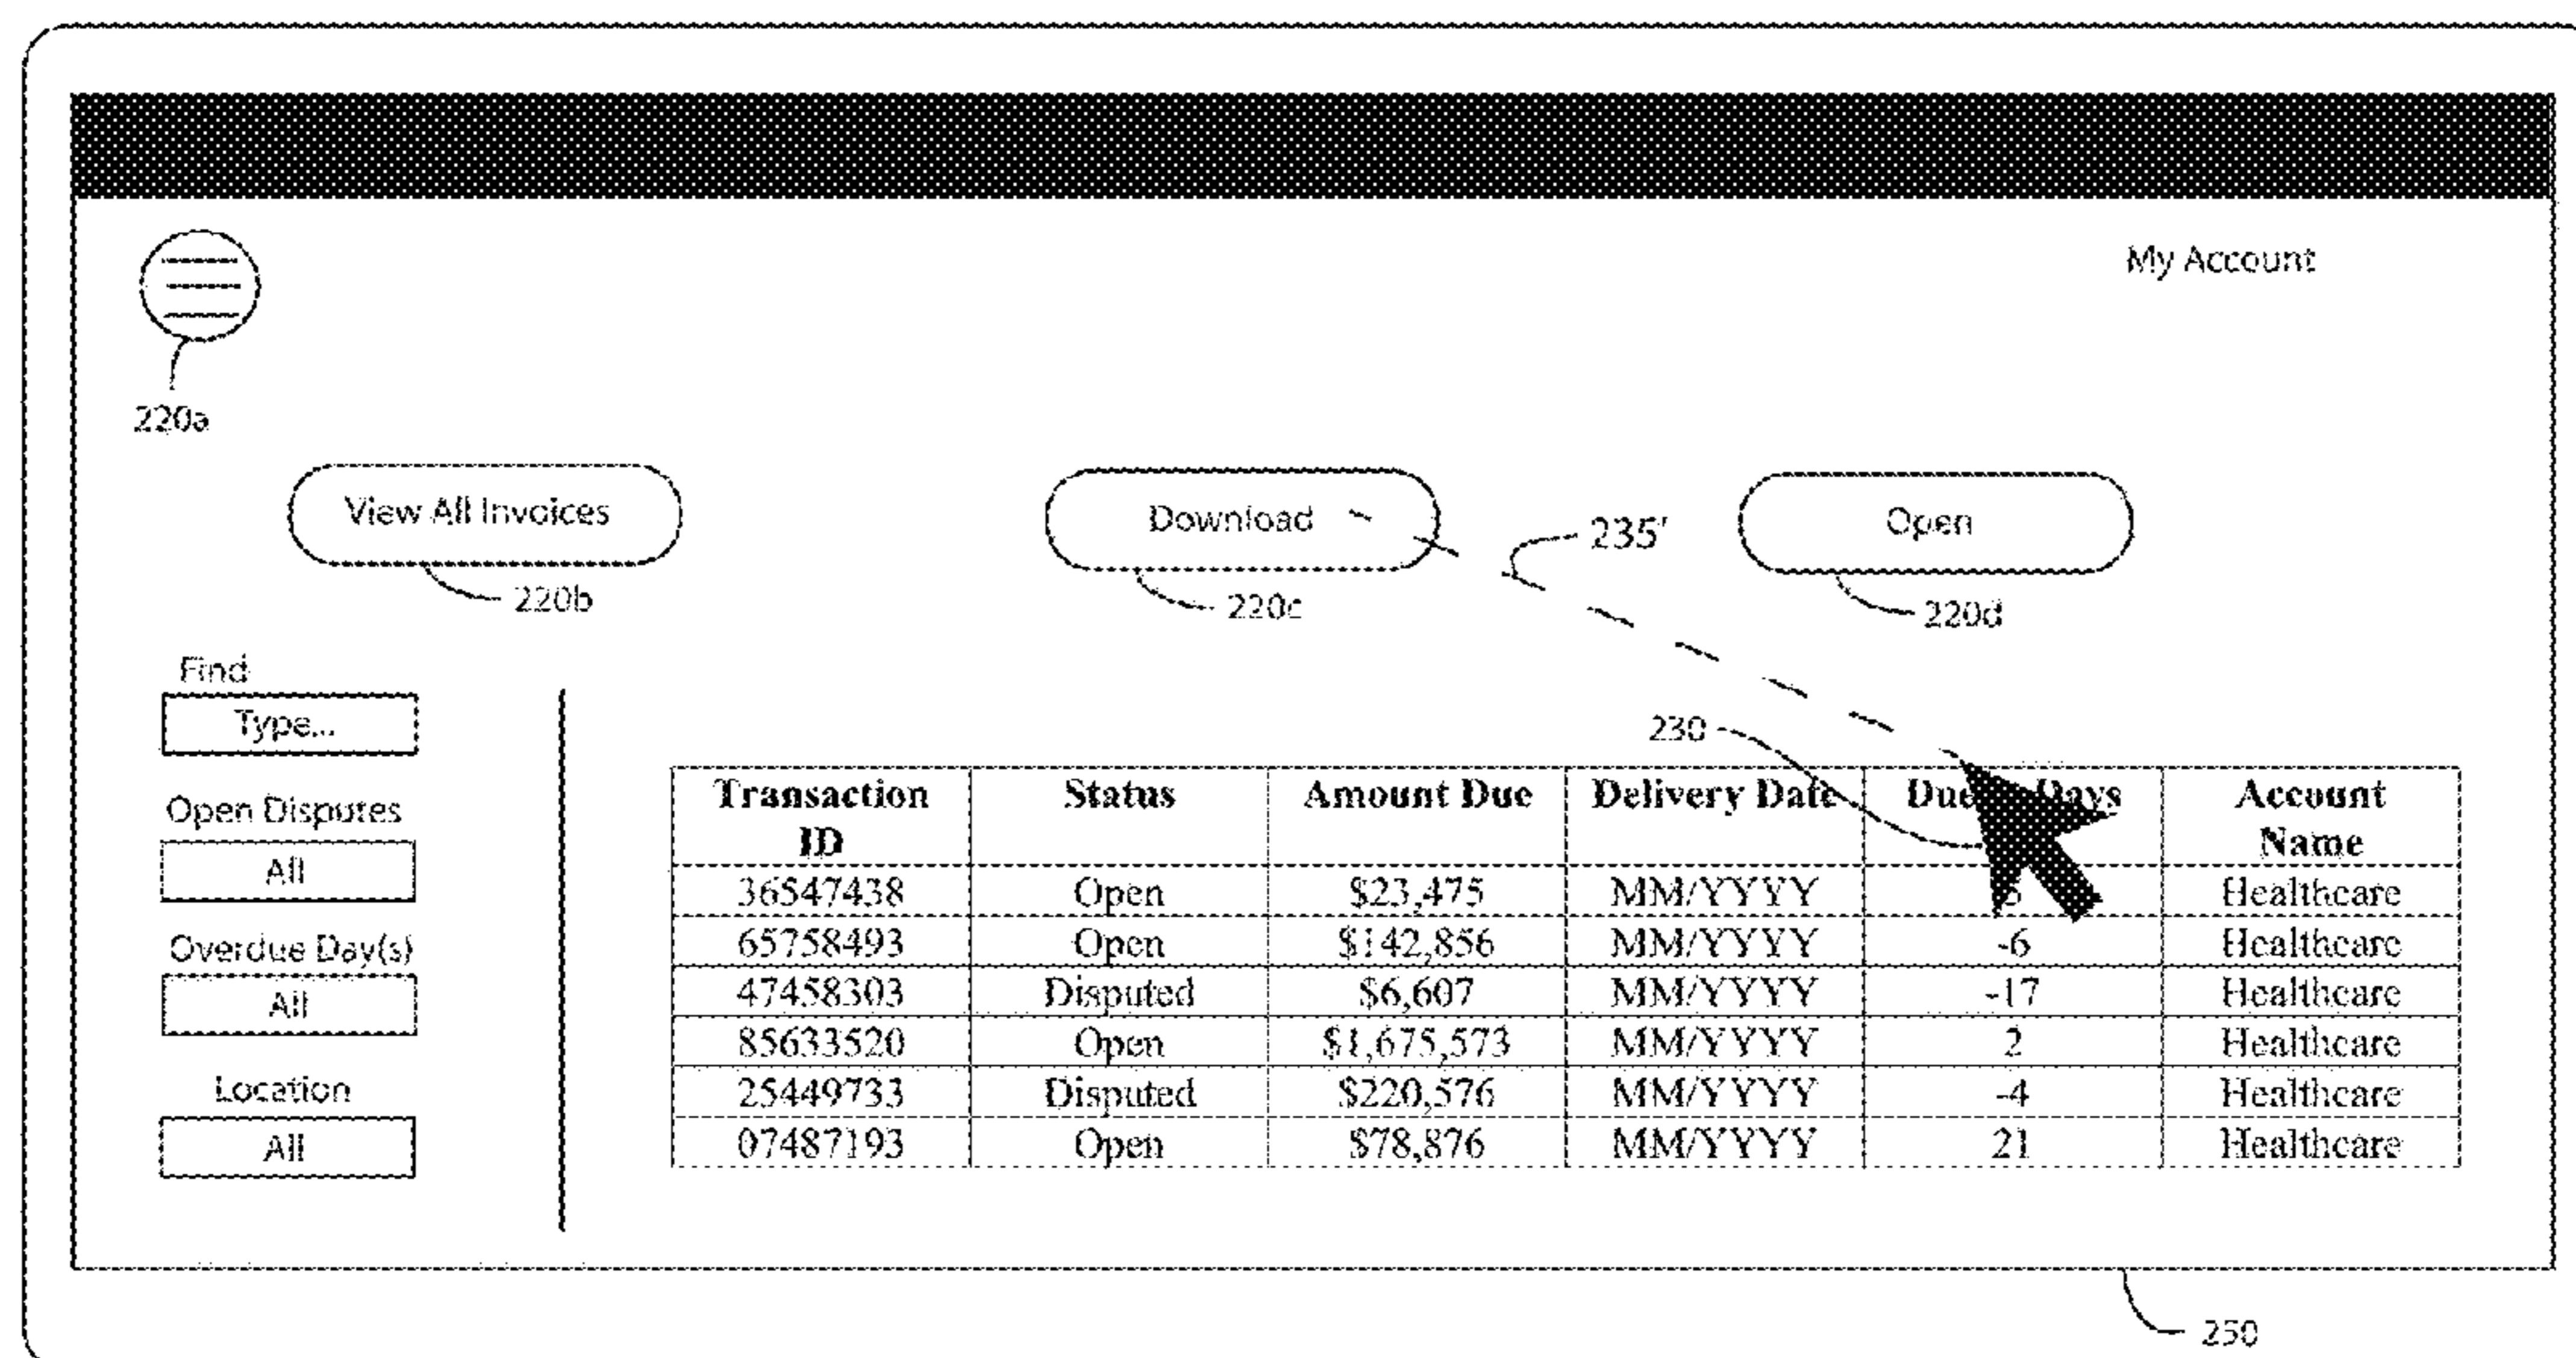 My Account
220a
View All Invoices
Download
235'
Open
220b
220c
220d
Find
Type...
230
Open Disputes
All
Overdue Day(s)
All
Location
All
Transaction ID Status Amount Due Delivery Date Days Account Name
36547438 Open $23,475 MM/YYYY Healthcare
65758493 Open $142,856 MM/YYYY -6 Healthcare
47458303 Disputed $6,607 MM/YYYY -17 Healthcare
85633520 Open $1,675,573 MM/YYYY 2 Healthcare
25449733 Disputed $220,576 MM/YYYY -4 Healthcare
07487193 Open $78,876 MM/YYYY 21 Healthcare
250